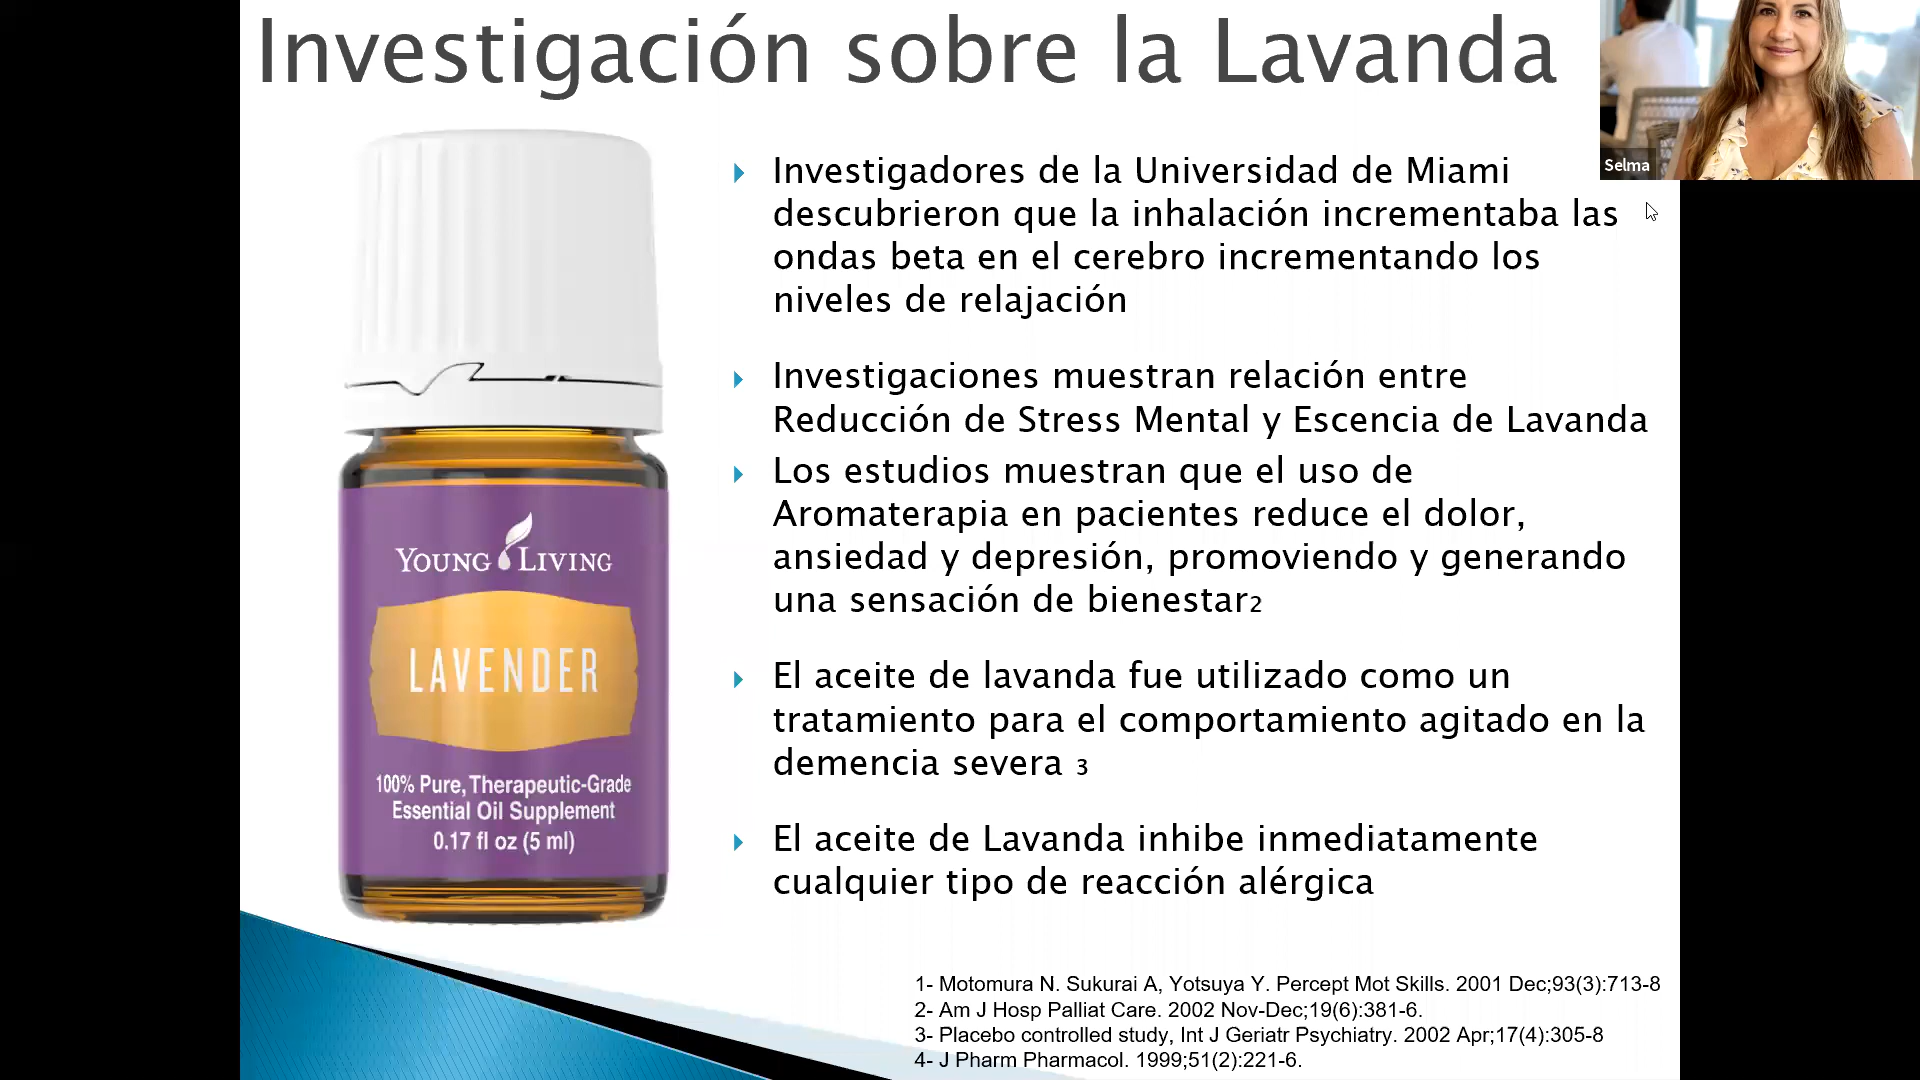 Investigación sobre la Lavanda
Selma
Investigadores de la Universidad de Miami
descubrieron que la inhalación incrementaba las
ondas beta en el cerebro incrementando los
niveles de relajación
Investigaciones muestran relación entre
Reducción de Stress Mental y Escencia de Lavanda
Los estudios muestran que el uso de
Aromaterapia en pacientes reduce el dolor,
ansiedad y depresión, promoviendo y generando
una sensación de bienestar2
El aceite de lavanda fue utilizado como un
tratamiento para el comportamiento agitado en la
demencia severa 3
El aceite de Lavanda inhibe inmediatamente
cualquier tipo de reacción alérgica
YOUNG LIVING
LAVENDER
100% Pure, Therapeutic-Grade
Essential Oil Supplement
0.17 fl oz (5 ml)
1- Motomura N. Sukurai A, Yotsuya Y. Percept Mot Skills. 2001 Dec;93(3):713-8
2- Am J Hosp Palliat Care. 2002 Nov-Dec;19(6):381-6.
3- Placebo controlled study, Int J Geriatr Psychiatry. 2002 Apr;17(4):305-8
4- J Pharm Pharmacol. 1999;51(2):221-6.